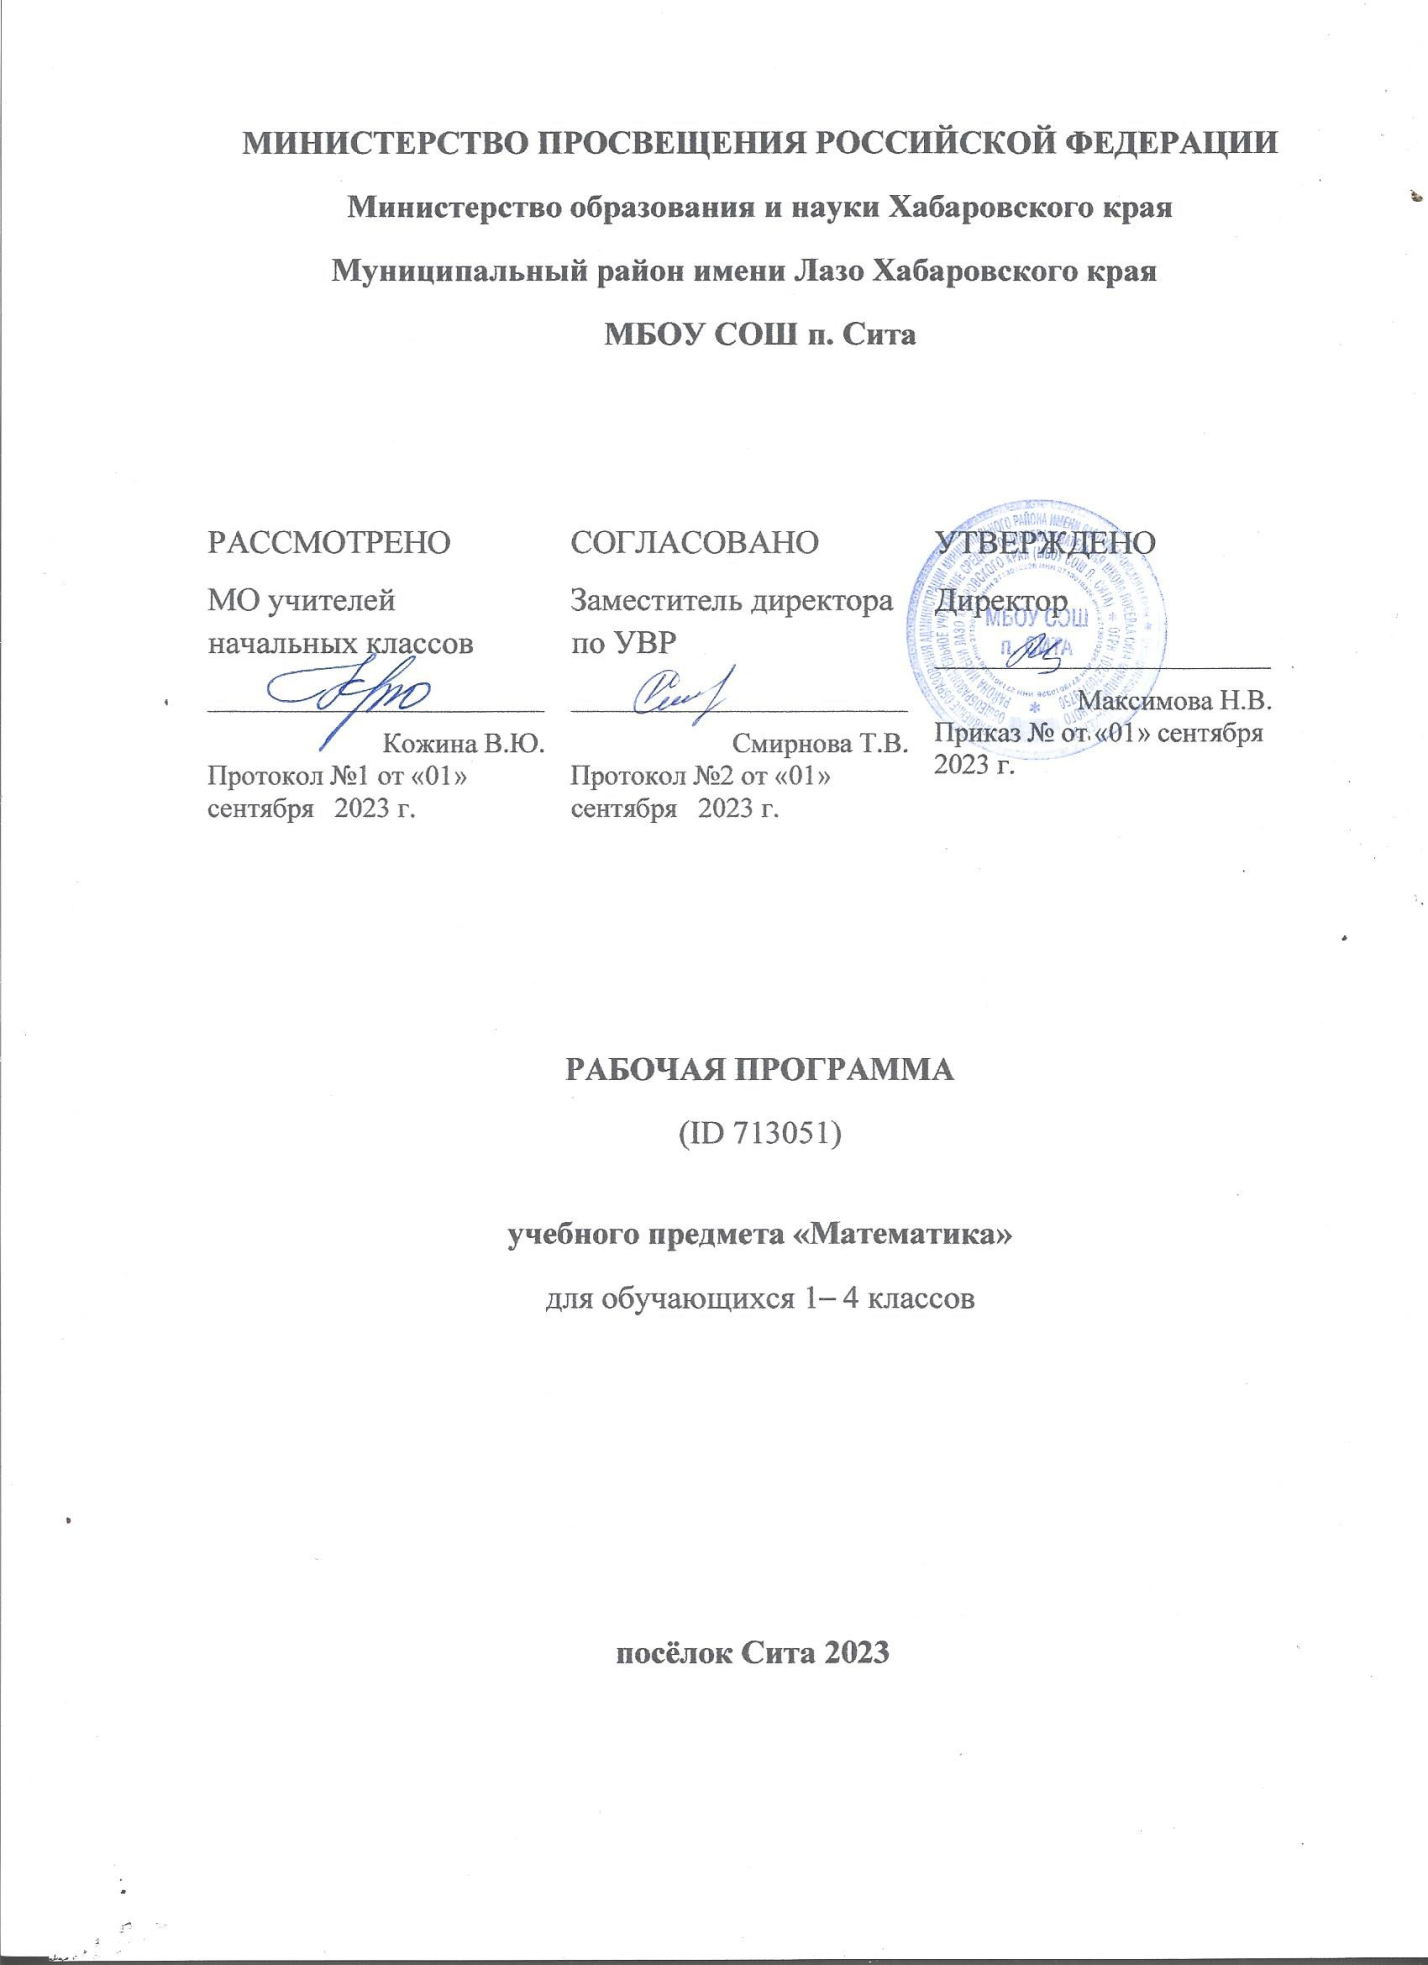 МИНИСТЕРСТВО ПРОСВЕЩЕНИЯ РОССИЙСКОЙ ФЕДЕРАЦИИ
Министерство образования и науки Хабаровского края
Муниципальный район имени Лазо Хабаровского края
МБОУ СОШ п. Сита
РАССМОТРЕНО
МО учителей
начальных классов
Кожина В.Ю.
Протокол №1 от «01»
сентября 2023 г.
СОГЛАСОВАНО
Заместитель директора
по УВР
Смирнова Т.В.
Протокол №2 от «01»
сентября 2023 г.
УТВЕРЖДЕНО
Директор
МБОУ СОШ
п. СИТА
Максимова Н.В.
Приказ № от «01» сентября
2023 г.
РАБОЧАЯ ПРОГРАММА
(ID 713051)
учебного предмета «Математика»
для обучающихся 1– 4 классов
посёлок Сита 2023